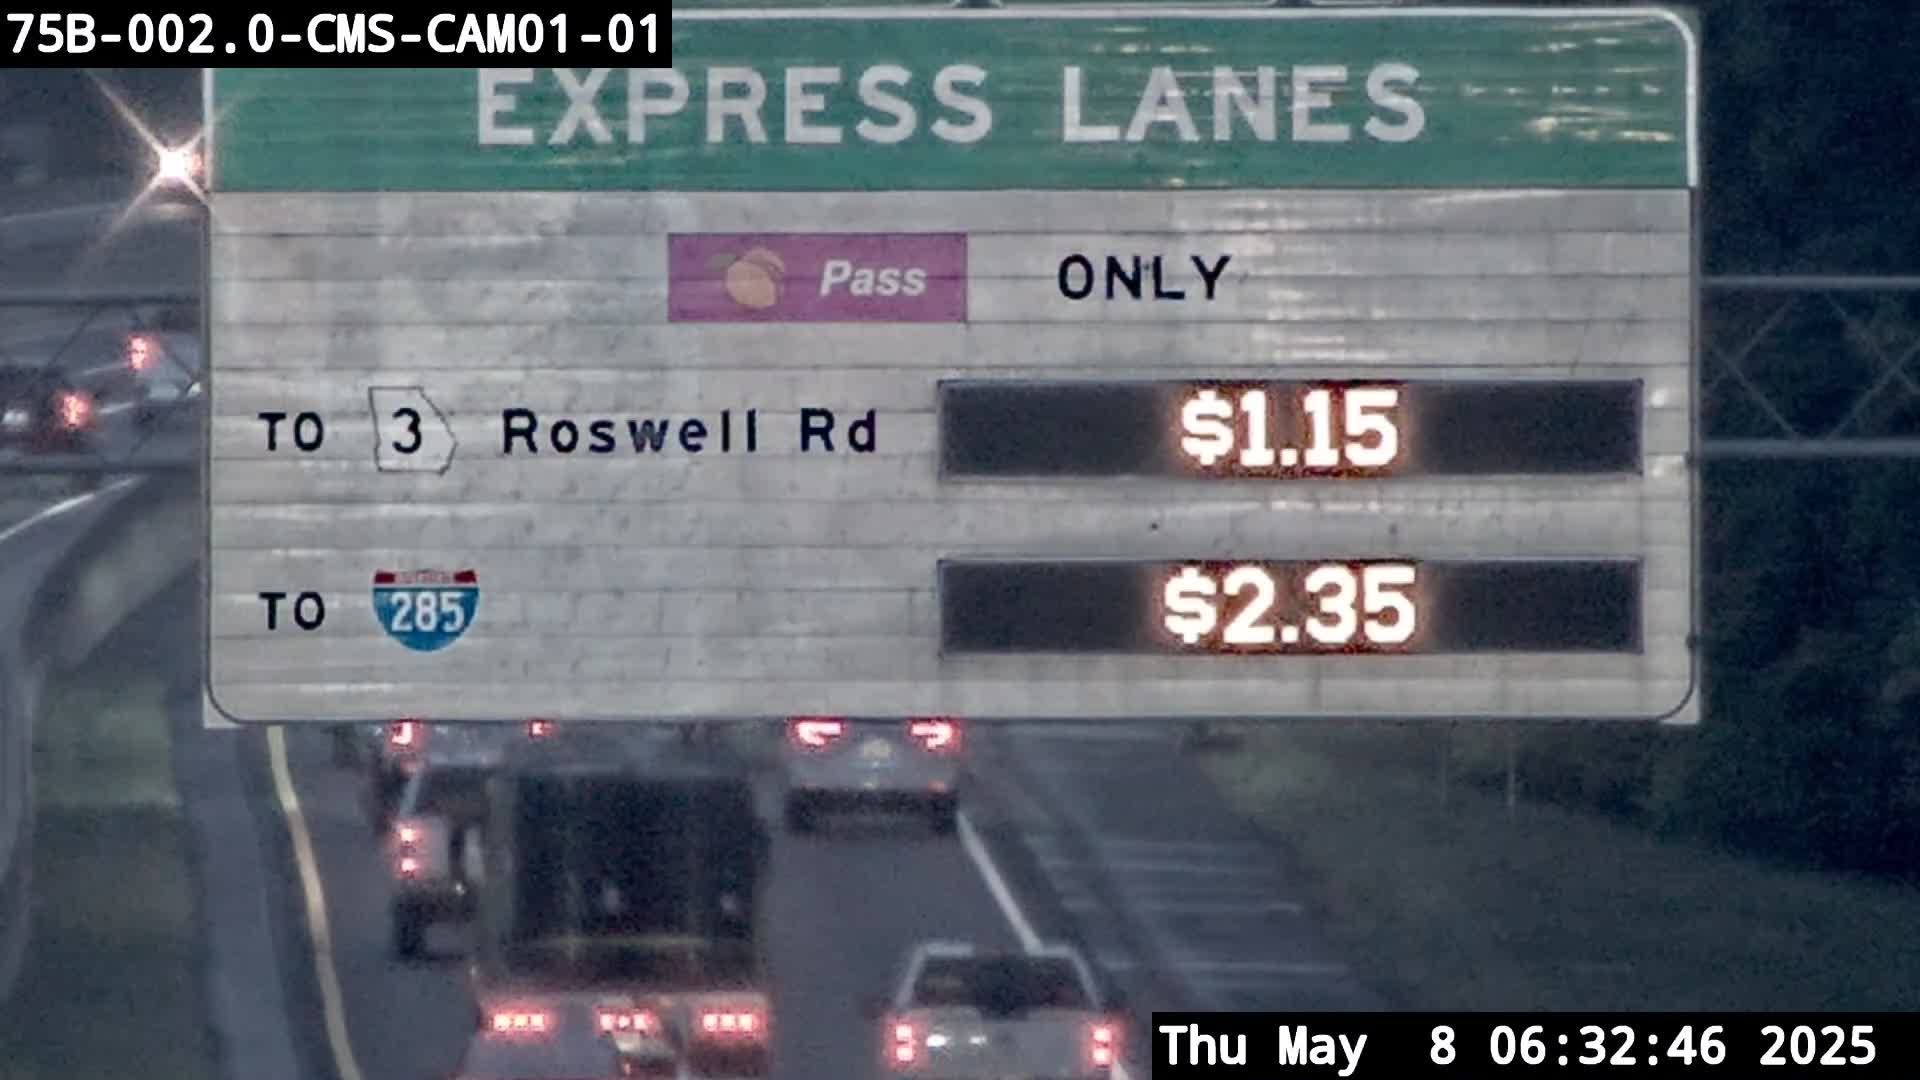 75B-002.0-CMS-CAM01-01
EXPRESS LANES
Pass ONLY
TO 3 Roswell Rd $1.15
TO 285 $2.35
Thu May 8 06:32:46 2025